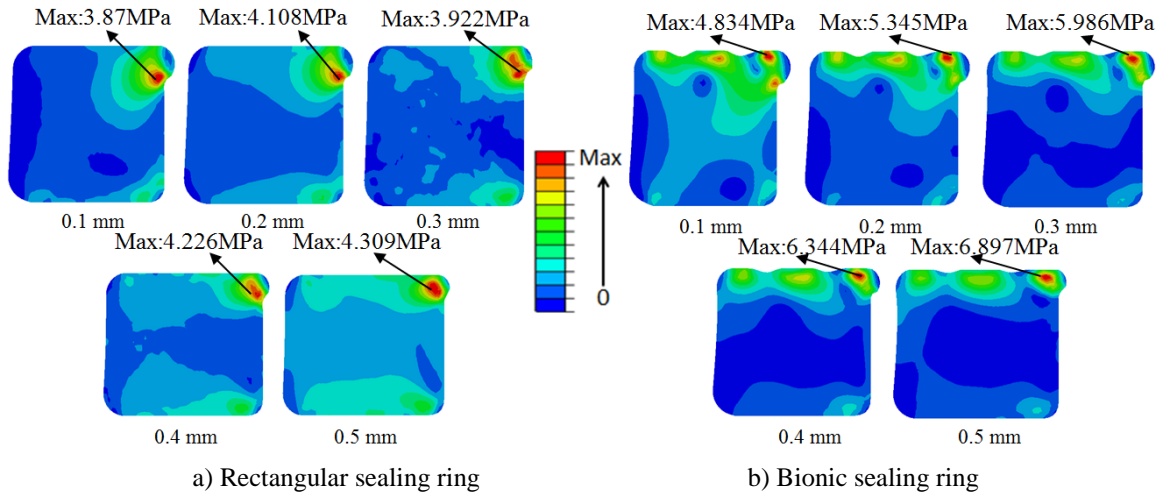 Max:3.87MPa
Max:4.108MPa
Max:3.922MPa
0.1 mm
0.2 mm
0.3 mm
Max:4.226MPa
Max:4.309MPa
0.4 mm
0.5 mm
a) Rectangular sealing ring
Max
0
Max:4.834MPa
Max:5.345MPa
Max:5.986MPa
0.1 mm
0.2 mm
0.3 mm
Max:6.344MPa
Max:6.897MPa
0.4 mm
0.5 mm
b) Bionic sealing ring